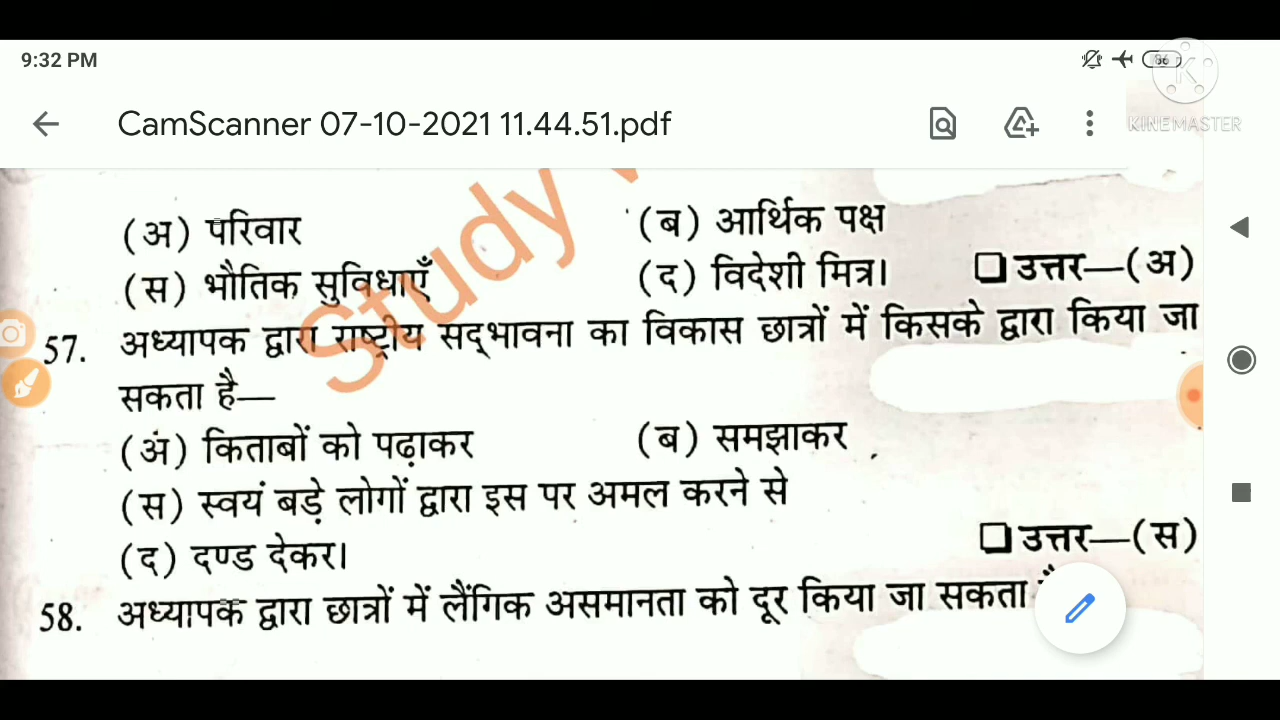 9:32 PM
86
CamScanner 07-10-2021 11.44.51.pdf
KINEMASTER
Study
(अ) परिवार (ब) आर्थिक पक्ष
(स) भौतिक सुविधाएँ (द) विदेशी मित्र। उत्तर—(अ)
57. अध्यापक द्वारा राष्ट्रीय सद्भावना का विकास छात्रों में किसके द्वारा किया जा
सकता है—
(अ) किताबों को पढ़ाकर (ब) समझाकर
(स) स्वयं बड़े लोगों द्वारा इस पर अमल करने से
(द) दण्ड देकर। उत्तर—(स)
58. अध्यापक द्वारा छात्रों में लैंगिक असमानता को दूर किया जा सकता